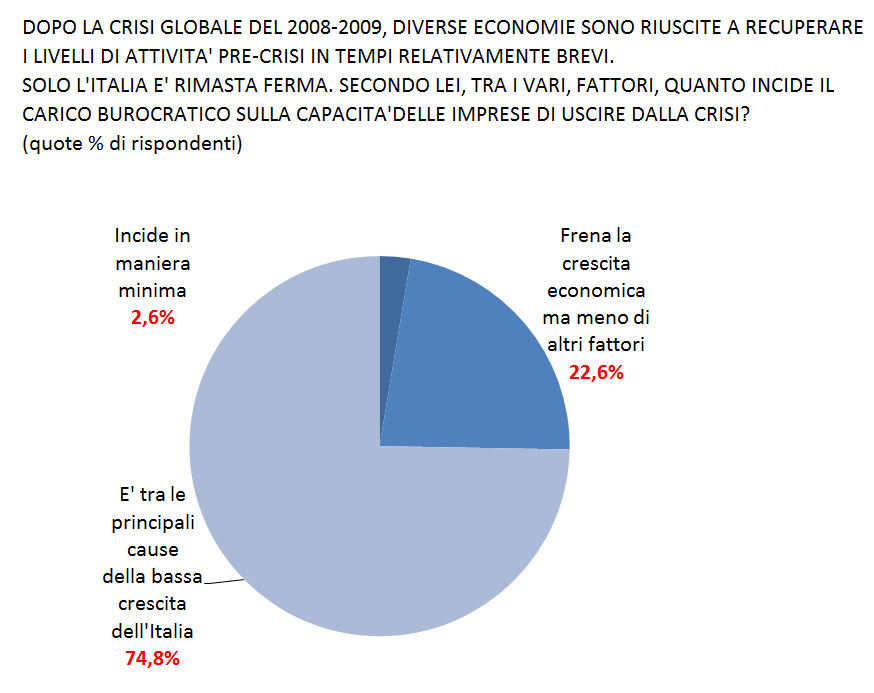 DOPO LA CRISI GLOBALE DEL 2008-2009, DIVERSE ECONOMIE SONO RIUSCITE A RECUPERARE
I LIVELLI DI ATTIVITA' PRE-CRISI IN TEMPI RELATIVAMENTE BREVI.
SOLO L'ITALIA E' RIMASTA FERMA. SECONDO LEI, TRA I VARI, FATTORI, QUANTO INCIDE IL
CARICO BUROCRATICO SULLA CAPACITA'DELLE IMPRESE DI USCIRE DALLA CRISI?
(quote % di rispondenti)
Incide in
maniera
minima
2,6%
Frena la
crescita
economica
ma meno di
altri fattori
22,6%
E' tra le
principali
cause
della bassa
crescita
dell'Italia
74,8%